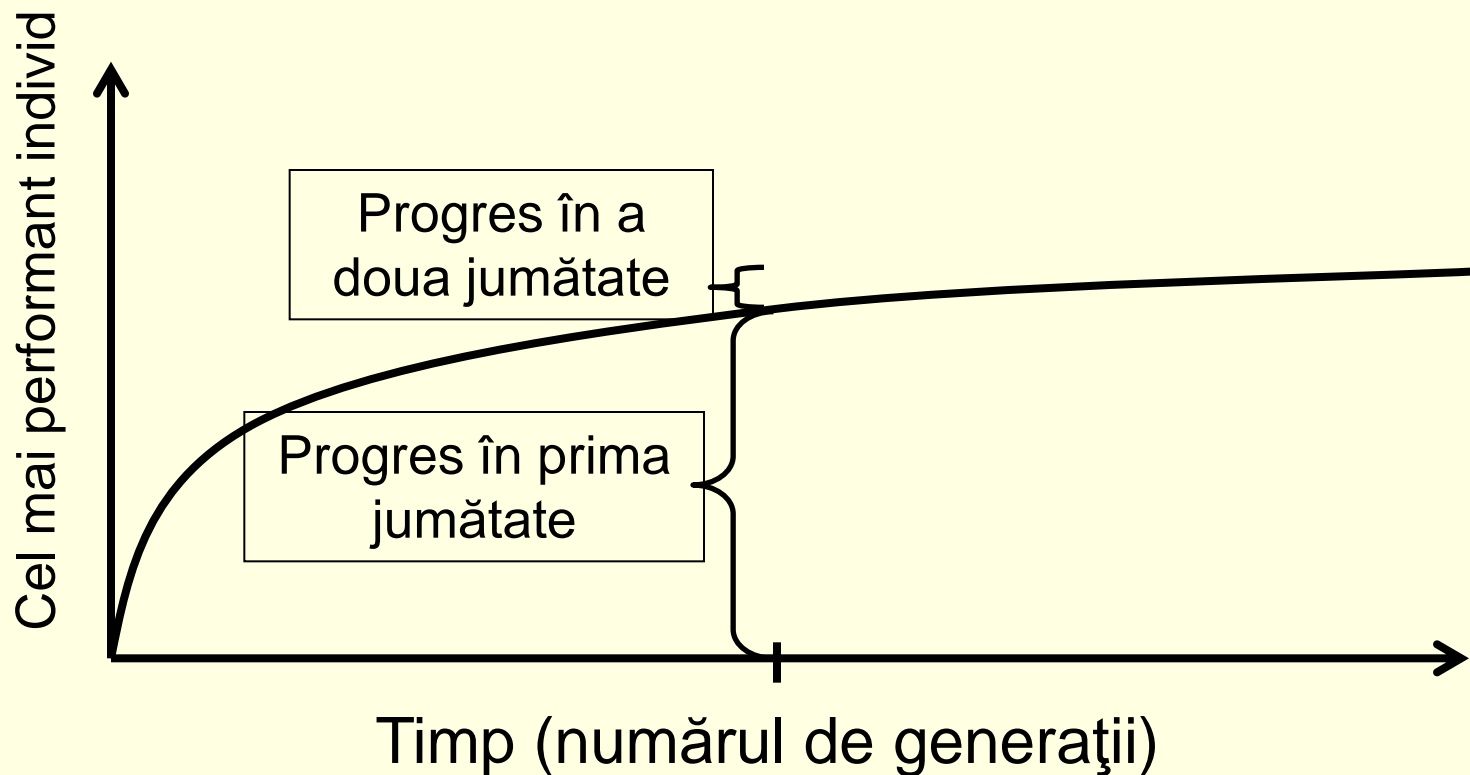 Cel mai performant individ
Progres în a
doua jumătate
Progres în prima
jumătate
Timp (numărul de generaţii)